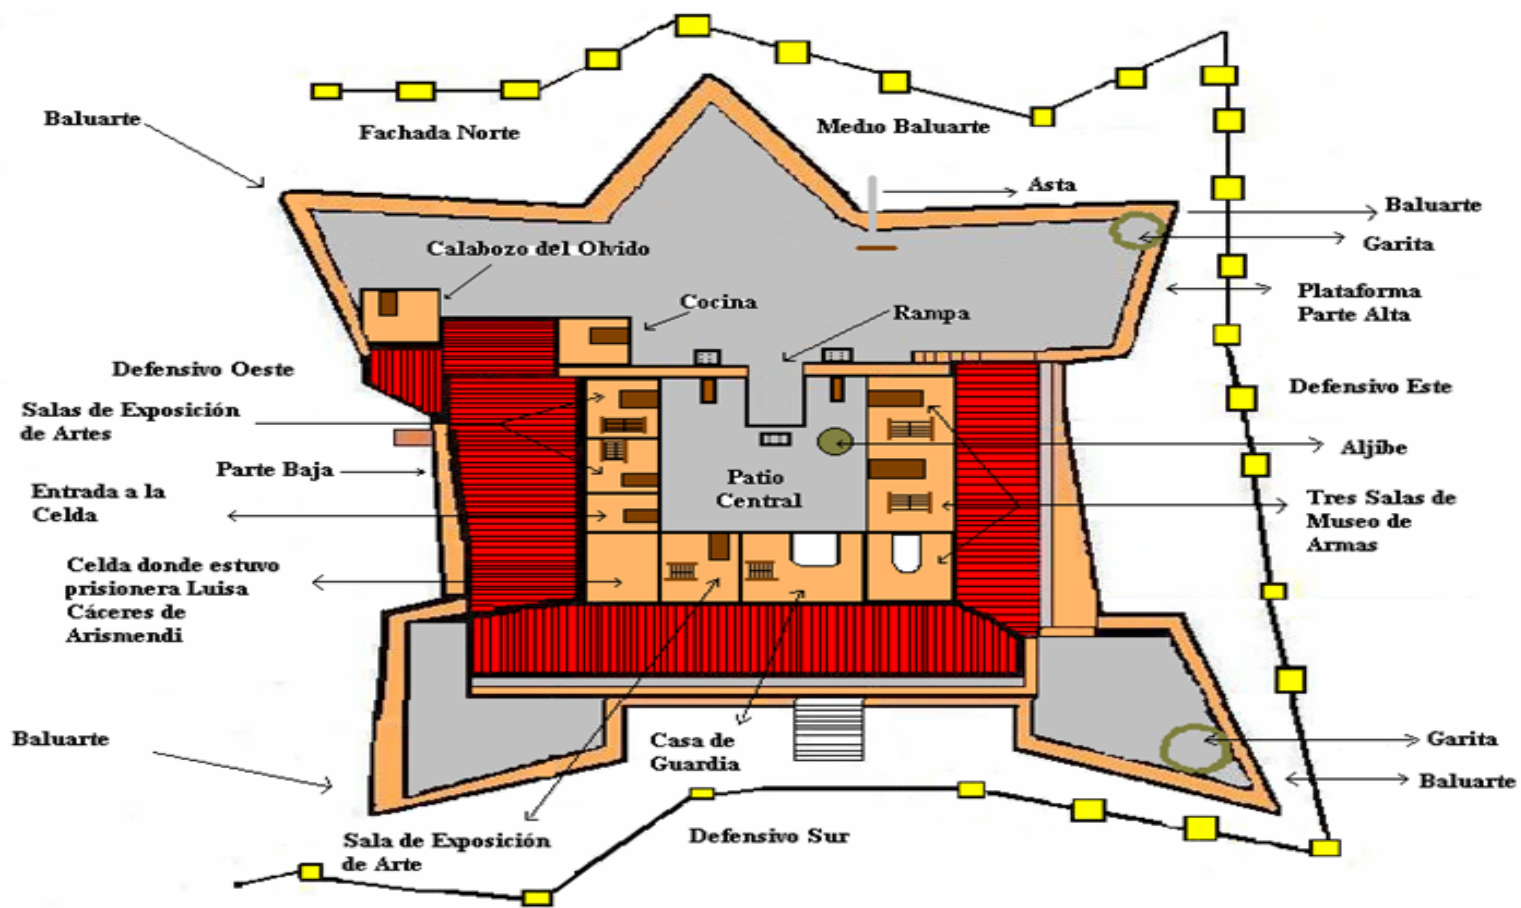 Baluarte
Fachada Norte
Medio Baluarte
Asta
Baluarte
Garita
Calabozo del Olvido
Cocina
Rampa
Plataforma
Parte Alta
Defensivo Oeste
Defensivo Este
Salas de Exposición
de Artes
Aljibe
Parte Baja
Patio
Central
Entrada a la
Celda
Tres Salas de
Museo de
Armas
Celda donde estuvo
prisionera Luisa
Cáceres de
Arismendi
Baluarte
Casa de
Guardia
Garita
Baluarte
Sala de Exposición
de Arte
Defensivo Sur